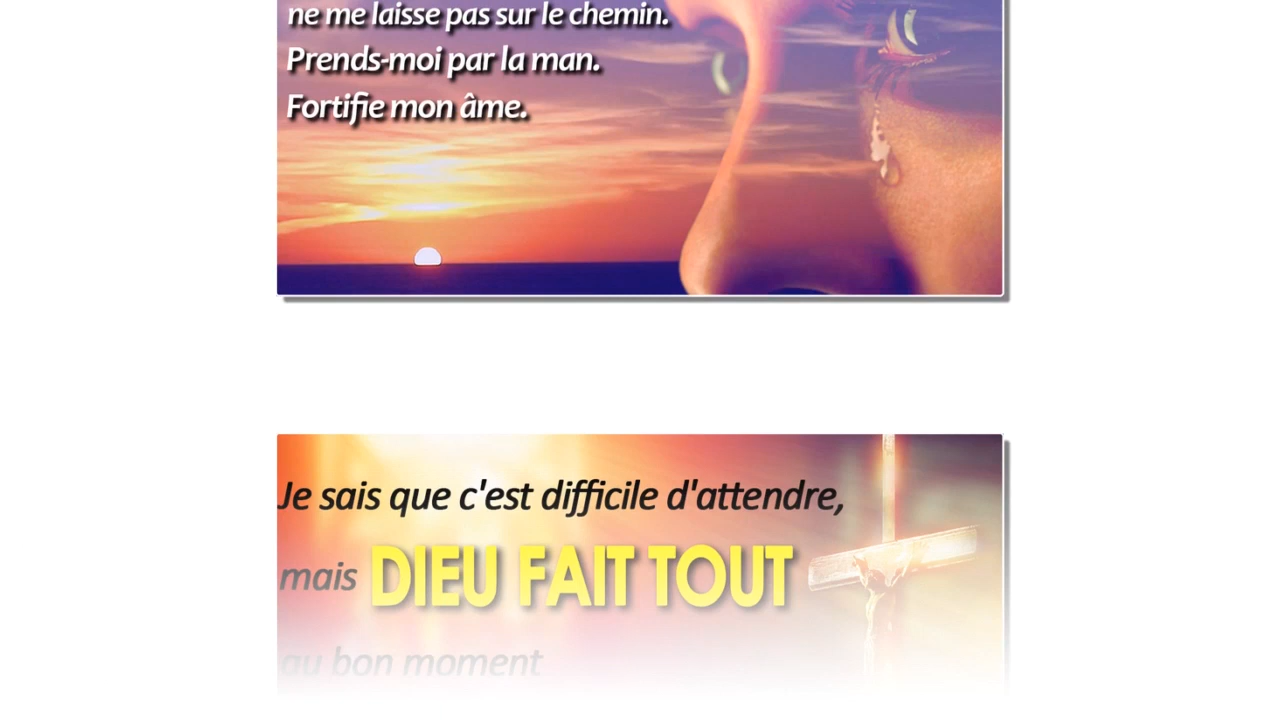 ne me laisse pas sur le chemin.
Prends-moi par la man.
Fortifie mon âme.
Je sais que c'est difficile d'attendre,
mais DIEU FAIT TOUT
au bon moment